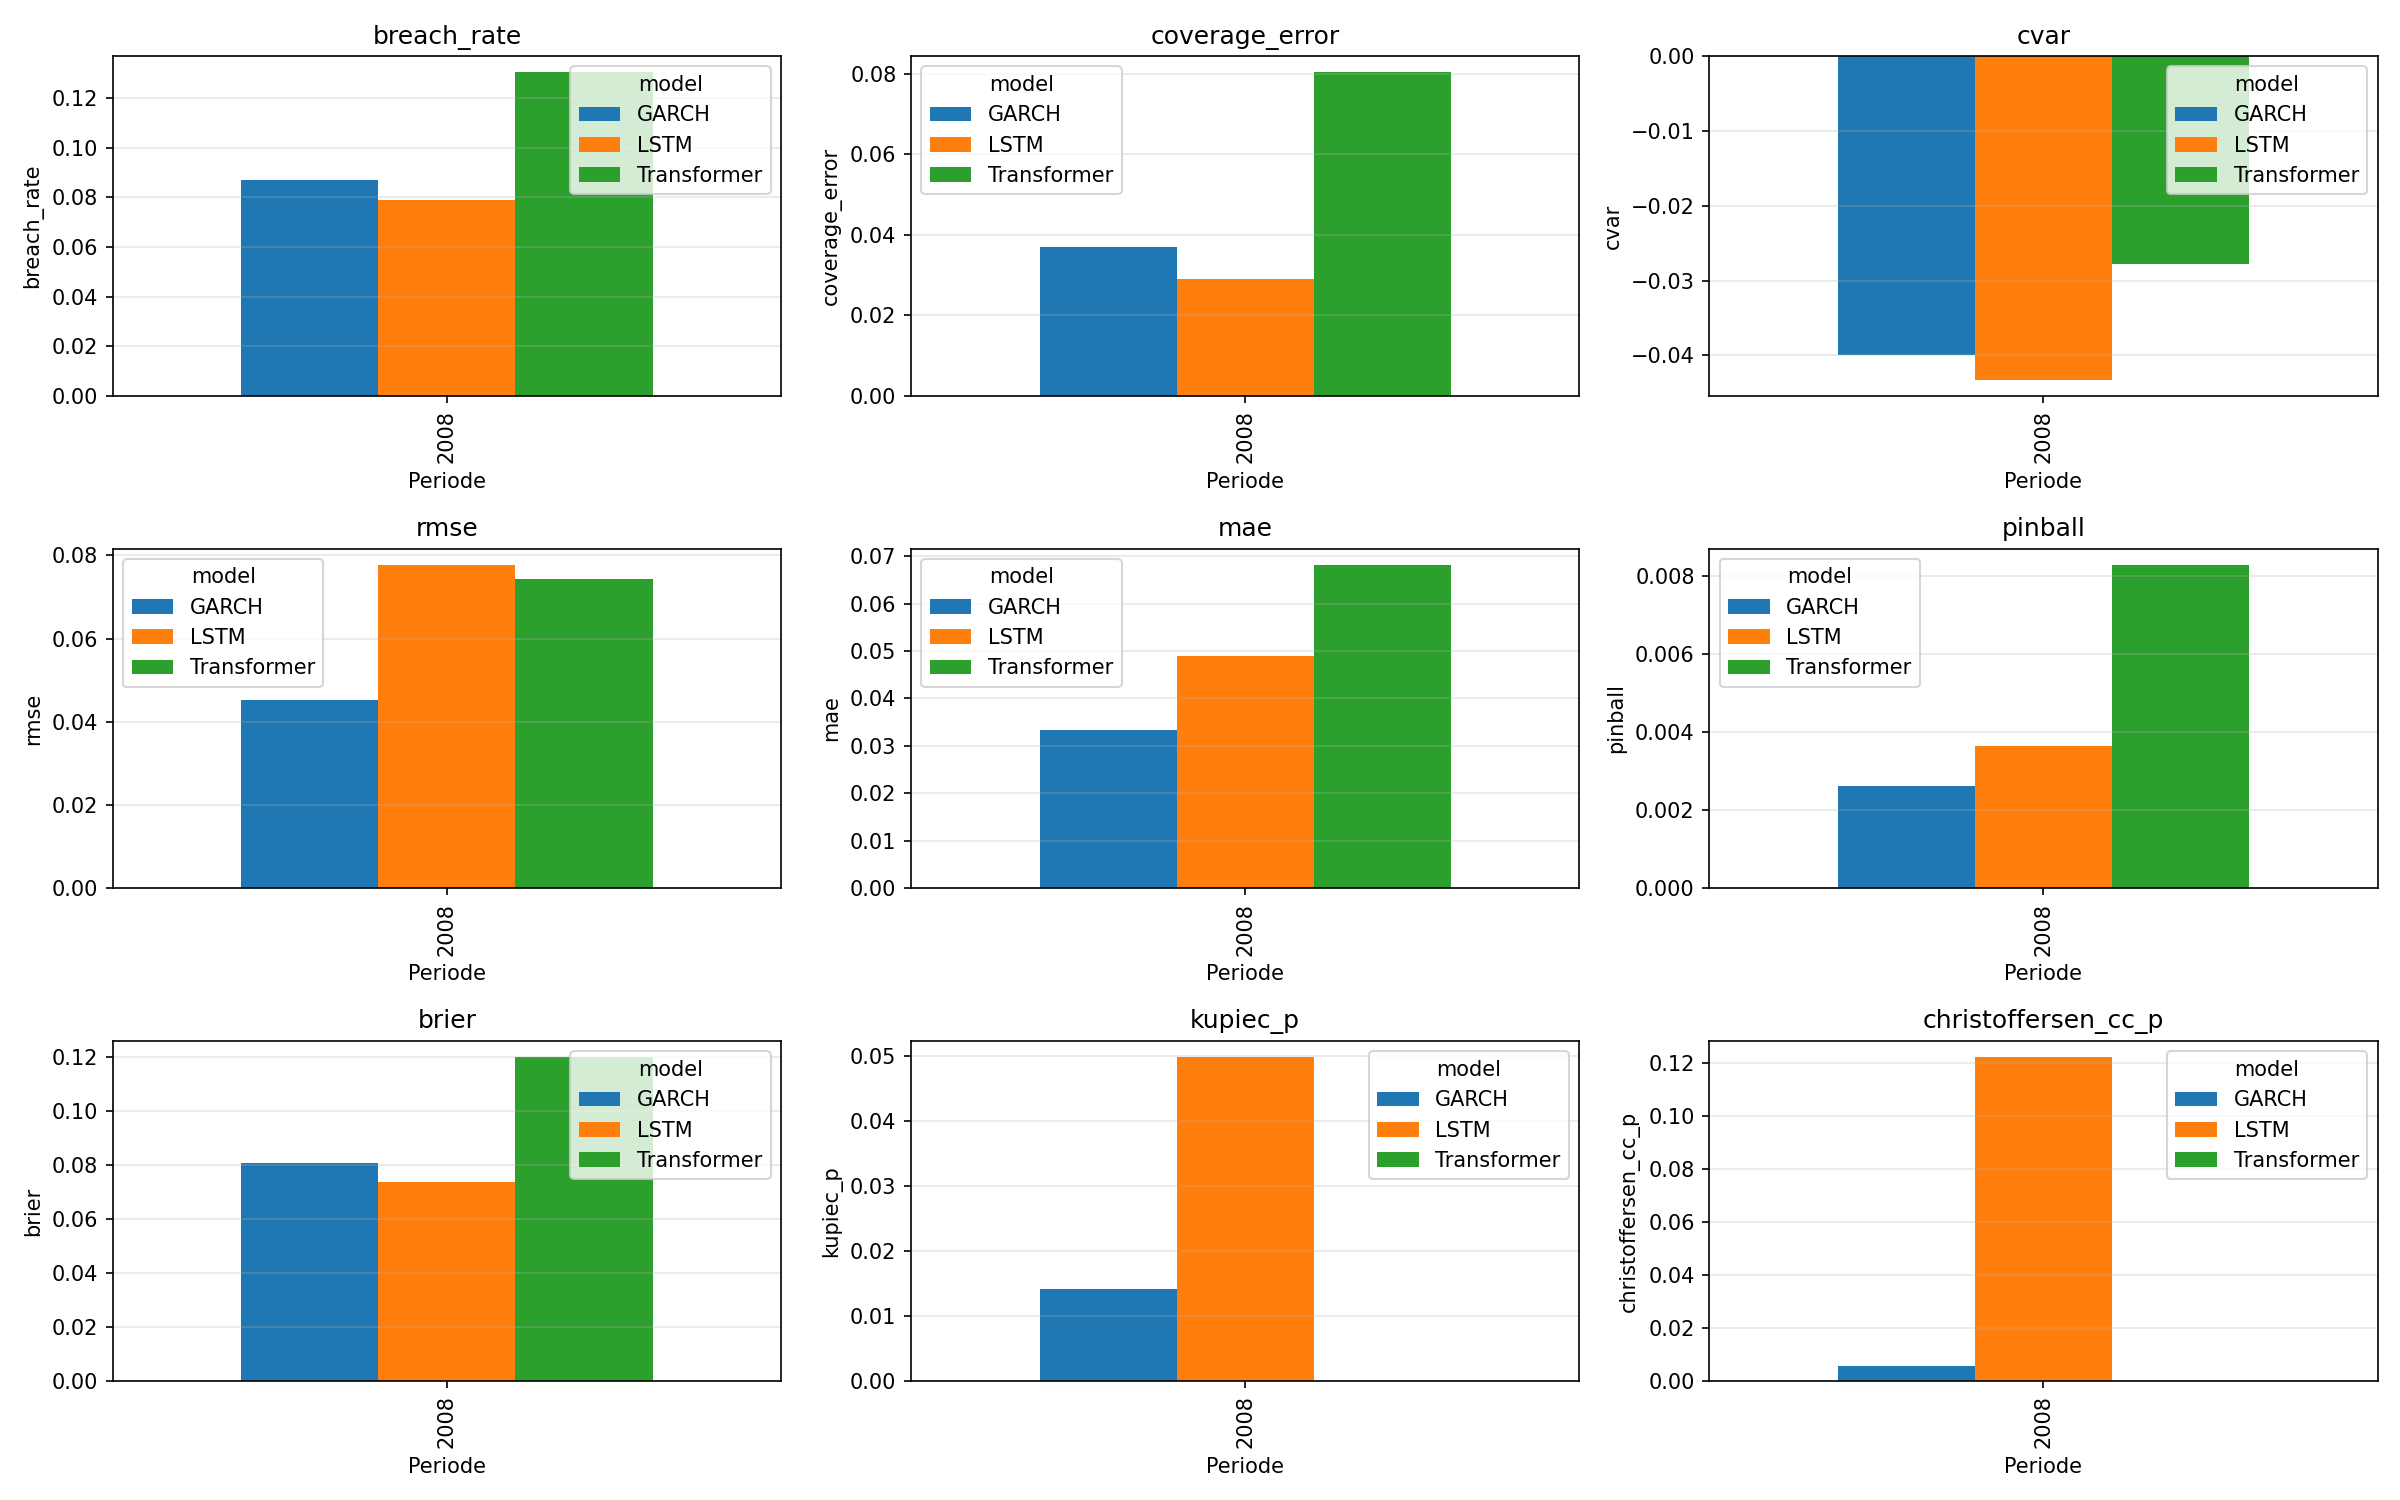 breach_rate
0.12
0.10
0.08
0.06
0.04
0.02
0.00
breach_rate
model
GARCH
LSTM
Transformer
2008
Periode
coverage_error
0.08
0.06
0.04
0.02
0.00
coverage_error
model
GARCH
LSTM
Transformer
2008
Periode
cvar
0.00
−0.01
−0.02
−0.03
−0.04
cvar
model
GARCH
LSTM
Transformer
2008
Periode
rmse
0.08
0.06
0.04
0.02
0.00
rmse
model
GARCH
LSTM
Transformer
2008
Periode
mae
0.07
0.06
0.05
0.04
0.03
0.02
0.01
0.00
mae
model
GARCH
LSTM
Transformer
2008
Periode
pinball
0.008
0.006
0.004
0.002
0.000
pinball
model
GARCH
LSTM
Transformer
2008
Periode
brier
0.12
0.10
0.08
0.06
0.04
0.02
0.00
brier
model
GARCH
LSTM
Transformer
2008
Periode
kupiec_p
0.05
0.04
0.03
0.02
0.01
0.00
kupiec_p
model
GARCH
LSTM
Transformer
2008
Periode
christoffersen_cc_p
0.12
0.10
0.08
0.06
0.04
0.02
0.00
christoffersen_cc_p
model
GARCH
LSTM
Transformer
2008
Periode